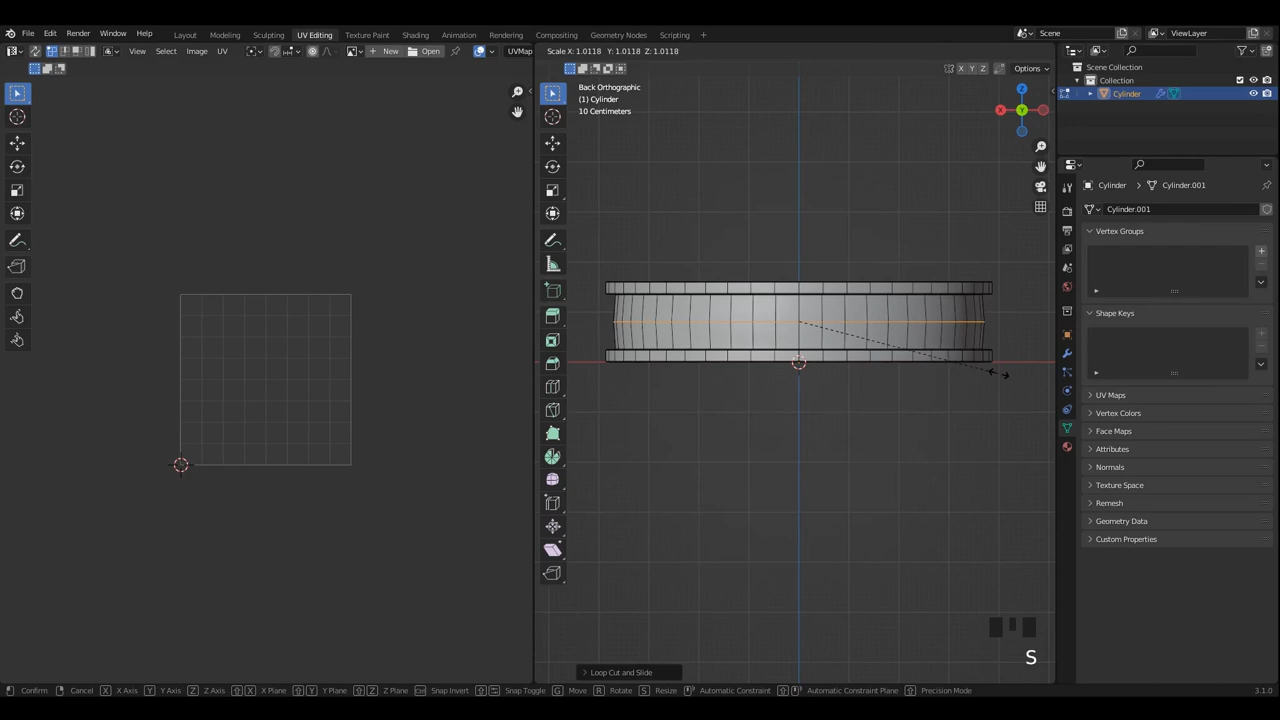 File Edit Render Window Help Layout Modeling Sculpting UV Editing Texture Paint Shading Animation Rendering Compositing Geometry Nodes Scripting Scene ViewLayer
View Select Image UV New Open UVMap Scale X: 1.0118 Y: 1.0118 Z: 1.0118
X Y Z Options
Scene Collection
Collection
Cylinder
Back Orthographic
(1) Cylinder
10 Centimeters
Z
X
Y
Cylinder Cylinder.001
Cylinder.001
Vertex Groups
Shape Keys
UV Maps
Vertex Colors
Face Maps
Attributes
Normals
Texture Space
Remesh
Geometry Data
Custom Properties
S
Loop Cut and Slide
Confirm Cancel X X Axis Y Y Axis Z Z Axis X X Plane Y Y Plane Z Z Plane Ctrl Snap Invert Snap Toggle G Move R Rotate S Resize Automatic Constraint Automatic Constraint Plane Precision Mode 3.1.0